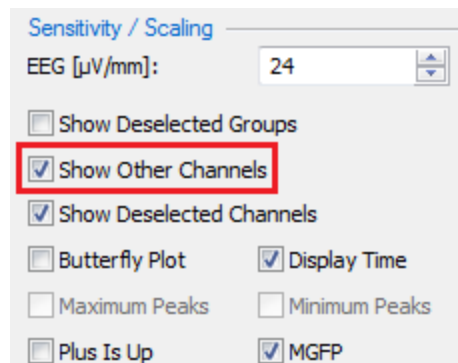 Sensitivity / Scaling
EEG [µV/mm]: 24
Show Deselected Groups
Show Other Channels
Show Deselected Channels
Butterfly Plot Display Time
Maximum Peaks Minimum Peaks
Plus Is Up MGFP